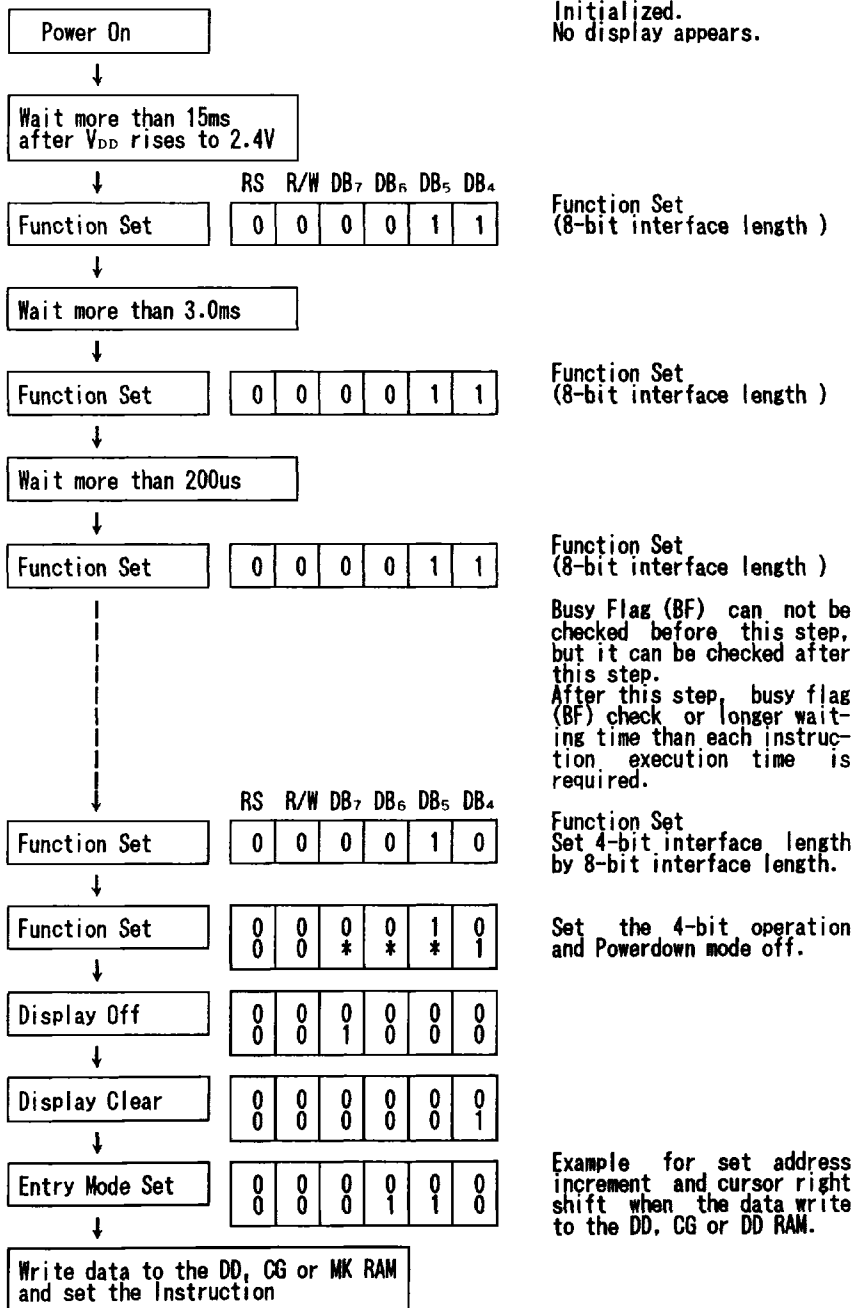 Initialized.
Power On
No display appears.
Wait more than 15ms
after VDD rises to 2.4V
RS R/W DB7 DB6 DB5 DB4
Function Set 0 0 0 0 1 1
Function Set
(8-bit interface length )
Wait more than 3.0ms
Function Set 0 0 0 0 1 1
Function Set
(8-bit interface length )
Wait more than 200us
Function Set 0 0 0 0 1 1
Function Set
(8-bit interface length )
Busy Flag (BF) can not be
checked before this step,
but it can be checked after
this step.
After this step, busy flag
(BF) check or longer wait-
ing time than each instruc-
tion execution time is
required.
RS R/W DB7 DB6 DB5 DB4
Function Set 0 0 0 0 1 0
Function Set
Set 4-bit interface length
by 8-bit interface length.
Function Set
0 0 0 0 1 0
0 0 * * * 1
Set the 4-bit operation
and Powerdown mode off.
Display Off
0 0 0 0 0 0
0 0 1 0 0 0
Display Clear
0 0 0 0 0 0
0 0 0 0 0 1
Entry Mode Set
0 0 0 0 0 0
0 0 0 1 1 0
Example for set address
increment and cursor right
shift when the data write
to the DD, CG or DD RAM.
Write data to the DD, CG or MK RAM
and set the Instruction